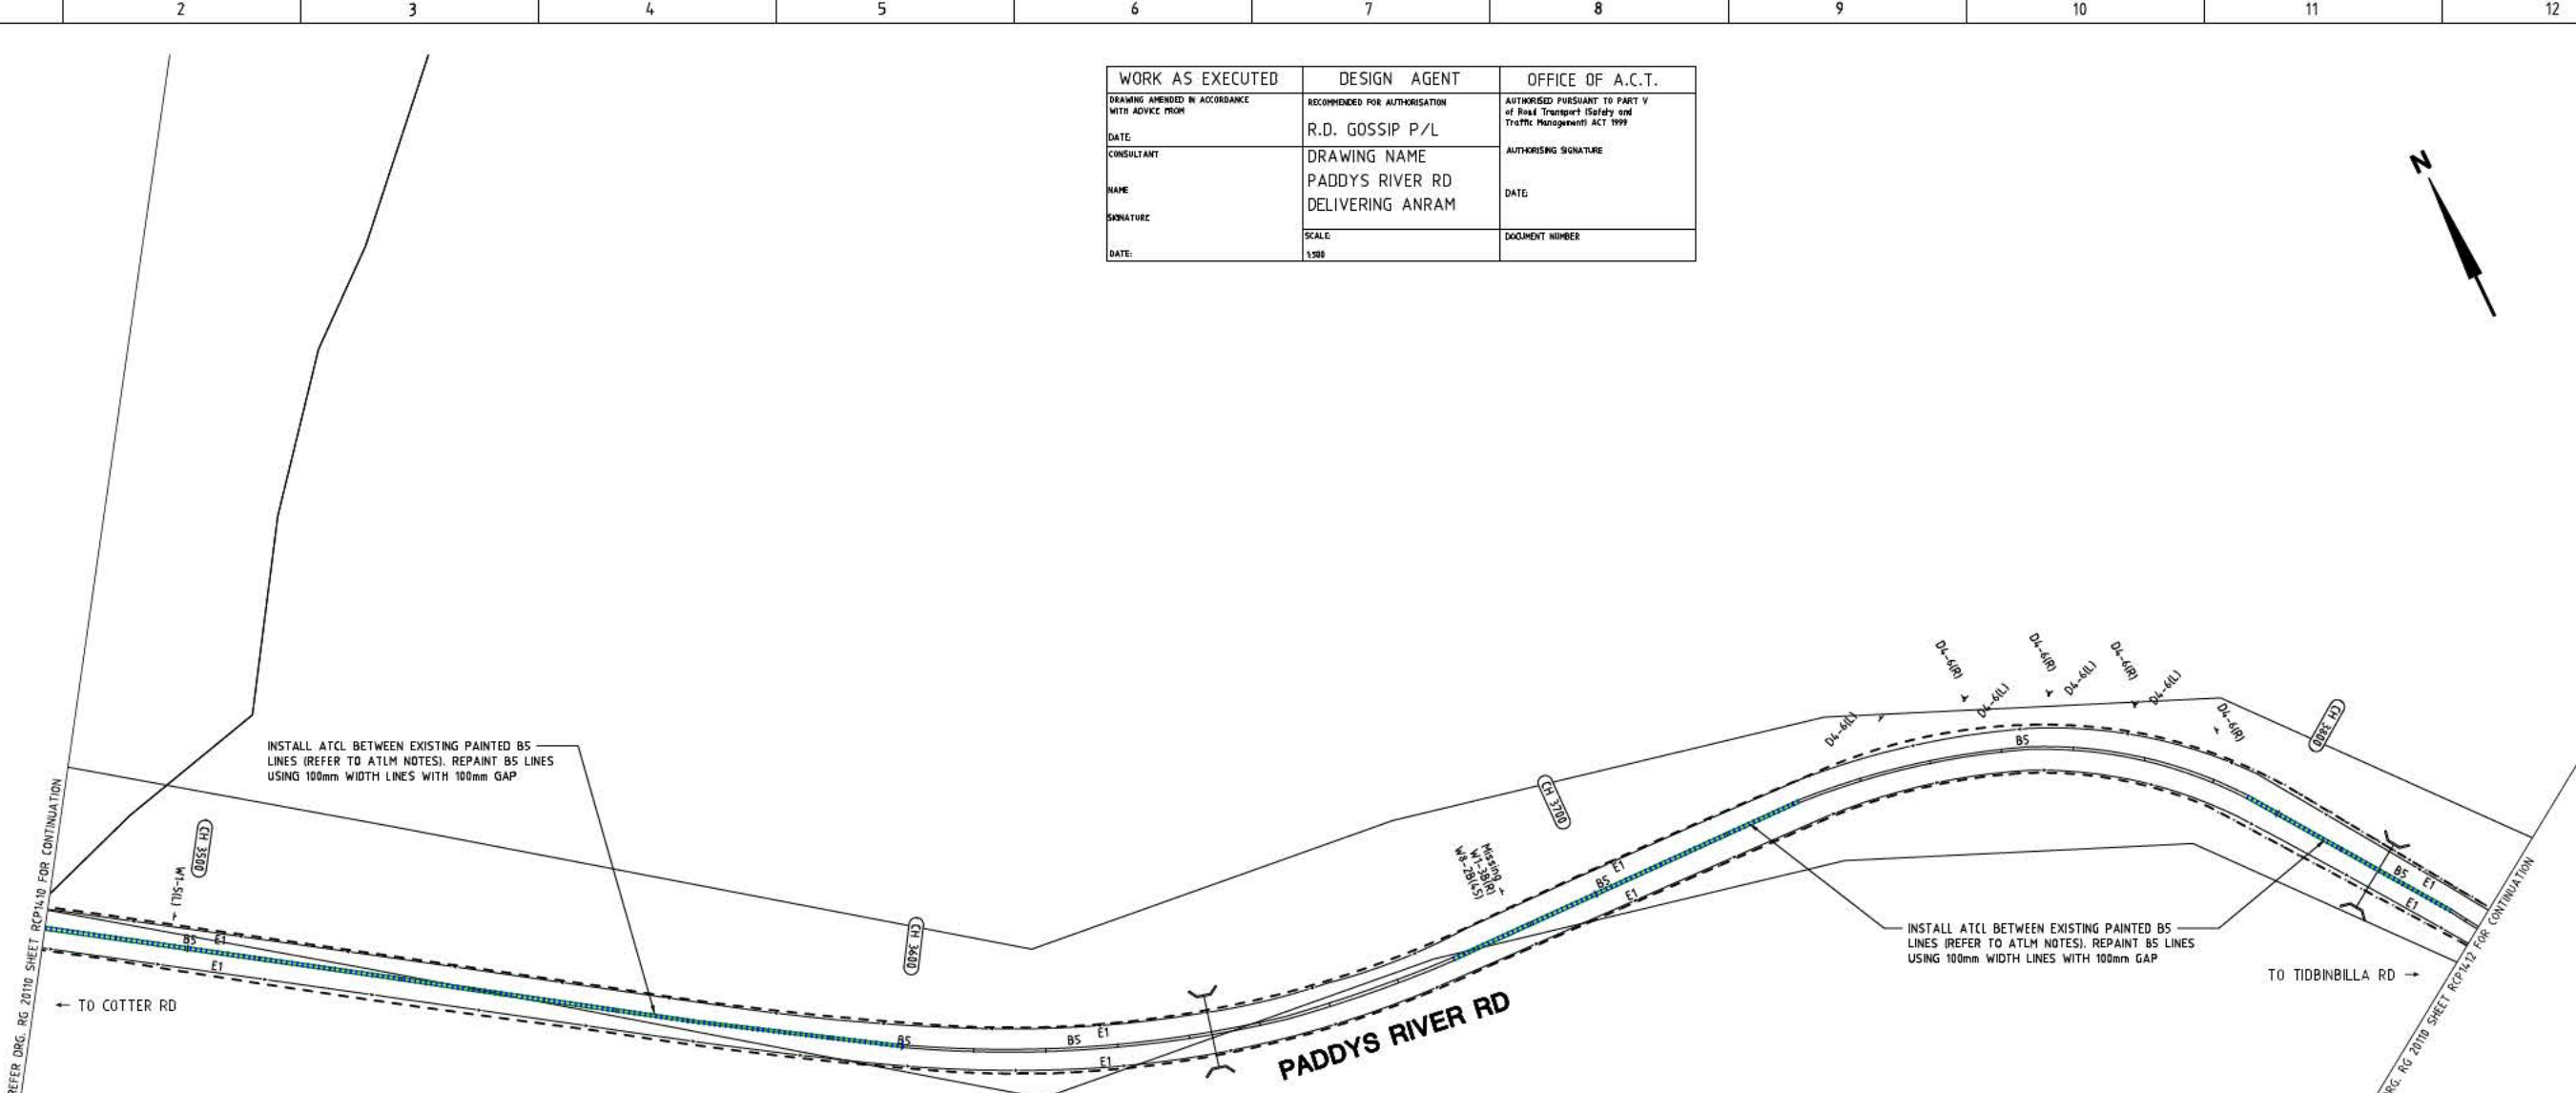 2 3 4 5 6 7 8 9 10 11 12
WORK AS EXECUTED
DRAWING AMENDED IN ACCORDANCE
WITH ADVICE FROM
DATE:
CONSULTANT
NAME
SIGNATURE
DATE:
DESIGN AGENT
RECOMMENDED FOR AUTHORISATION
R.D. GOSSIP P/L
DRAWING NAME
PADDYS RIVER RD
DELIVERING ANRAM
SCALE:
1:500
OFFICE OF A.C.T.
AUTHORISED PURSUANT TO PART V
of Road Transport (Safety and
Traffic Management) ACT 1999
AUTHORISING SIGNATURE
DATE:
DOCUMENT NUMBER
N
INSTALL ATCL BETWEEN EXISTING PAINTED B5
LINES (REFER TO ATLM NOTES). REPAINT B5 LINES
USING 100mm WIDTH LINES WITH 100mm GAP
REFER DRG. RG 20110 SHEET RCP1410 FOR CONTINUATION
CH 3500
W1-5(L)
B5
E1
E1
← TO COTTER RD
CH 3600
B5
B5
E1
E1
PADDYS RIVER RD
Missing
W1-3B(R)
W8-2B(45)
CH 3700
B5
E1
E1
D4-6(L)
D4-6(R)
D4-6(L)
D4-6(R)
D4-6(L)
D4-6(R)
D4-6(L)
D4-6(R)
B5
CH 3800
B5
E1
E1
INSTALL ATCL BETWEEN EXISTING PAINTED B5
LINES (REFER TO ATLM NOTES). REPAINT B5 LINES
USING 100mm WIDTH LINES WITH 100mm GAP
TO TIDBINBILLA RD →
RG. RG 20110 SHEET RCP1412 FOR CONTINUATION